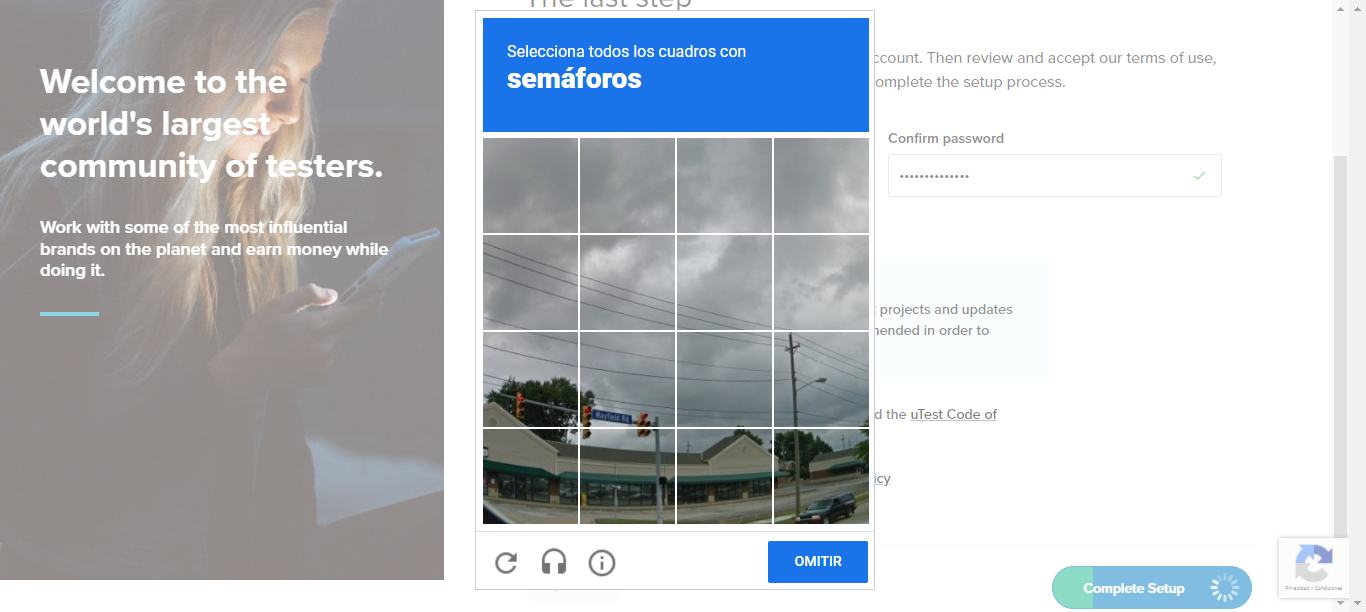 The last step
Welcome to the
world's largest
community of testers.
Work with some of the most influential
brands on the planet and earn money while
doing it.
Selecciona todos los cuadros con
semáforos
Mayfield Rd
OMITIR
ccount. Then review and accept our terms of use,
omplete the setup process.
Confirm password
••••••••••••••
projects and updates
nended in order to
d the uTest Code of
icy
Complete Setup
Privacidad - Condiciones